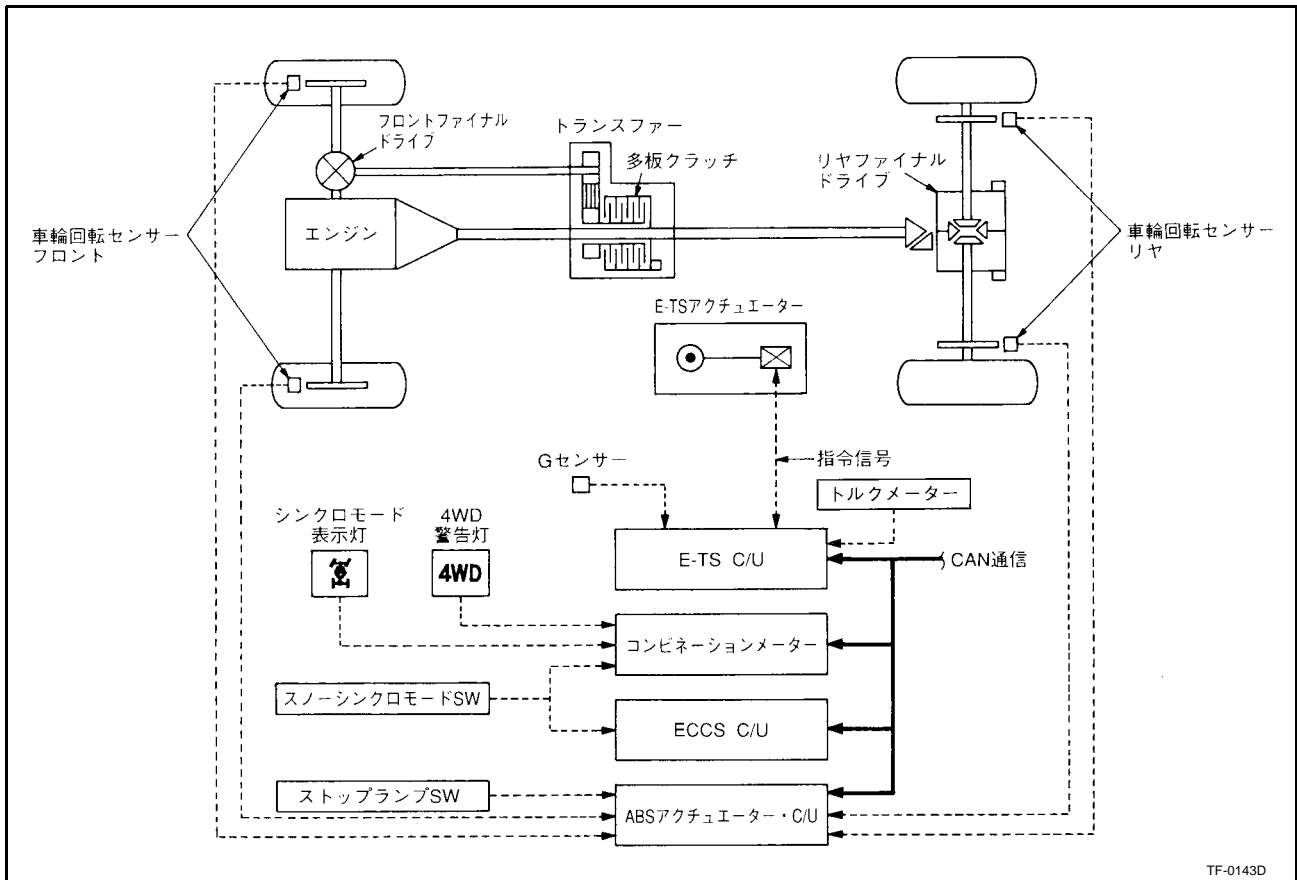 フロントファイナル
ドライブ
トランスファー
多板クラッチ
リヤファイナル
ドライブ
車輪回転センサー
フロント
エンジン
車輪回転センサー
リヤ
E-TSアクチュエーター
Gセンサー
指令信号
トルクメーター
シンクロモード
表示灯
4WD
警告灯
4WD
E-TS C/U
CAN通信
コンビネーションメーター
スノーシンクロモードSW
ECCS C/U
ストップランプSW
ABSアクチュエーター・C/U
TF-0143D